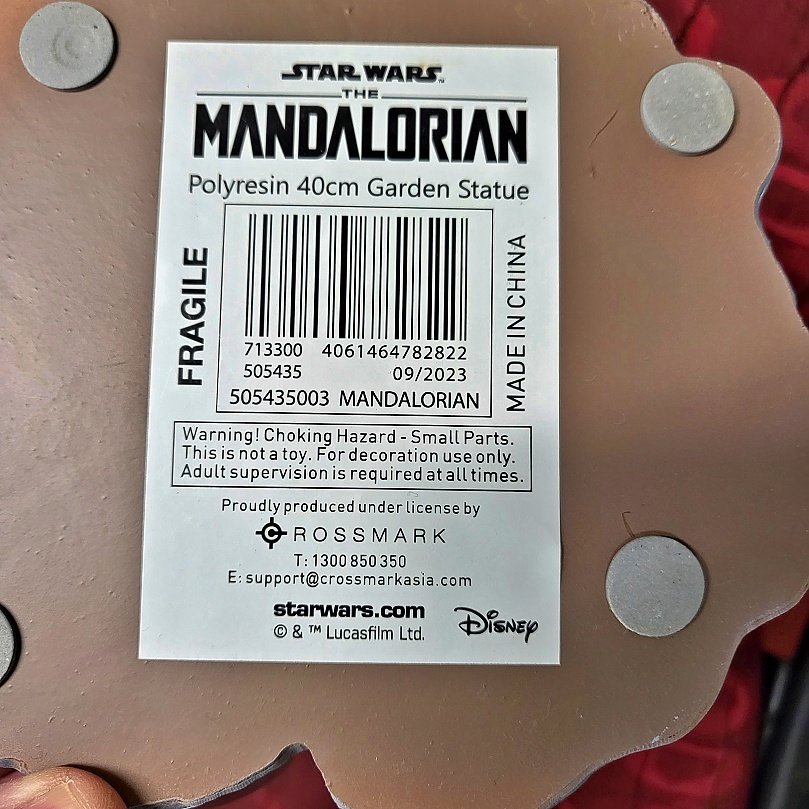 STAR WARS™
THE
MANDALORIAN
Polyresin 40cm Garden Statue
FRAGILE
713300 4061464782822
505435 09/2023
505435003 MANDALORIAN
MADE IN CHINA
Warning! Choking Hazard - Small Parts.
This is not a toy. For decoration use only.
Adult supervision is required at all times.
Proudly produced under license by
CROSSMARK
T: 1300 850 350
E: support@crossmarkasia.com
starwars.com
© & ™ Lucasfilm Ltd.
Disney